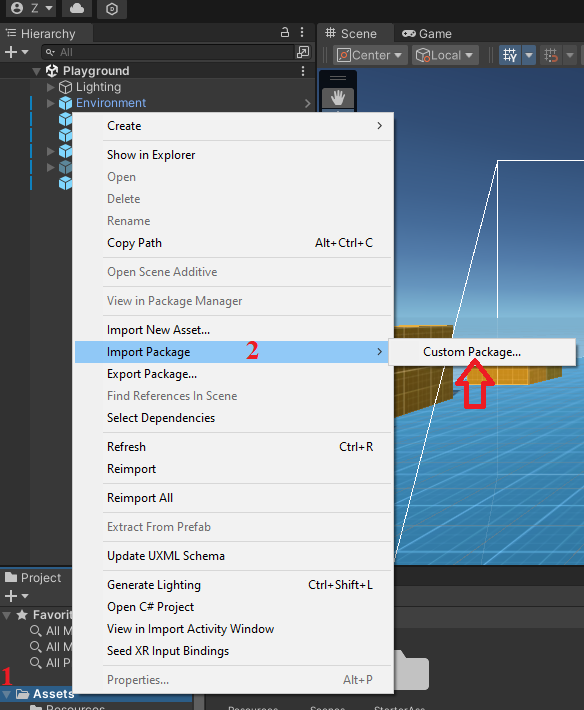 Z
Hierarchy
Scene
Game
All
Center
Local
Playground
Lighting
Environment
Create
Show in Explorer
Open
Delete
Rename
Copy Path Alt+Ctrl+C
Open Scene Additive
View in Package Manager
Import New Asset...
Import Package 2
Custom Package...
Export Package...
Find References In Scene
Select Dependencies
Refresh Ctrl+R
Reimport
Reimport All
Extract From Prefab
Update UXML Schema
Generate Lighting Ctrl+Shift+L
Open C# Project
View in Import Activity Window
Seed XR Input Bindings
Properties... Alt+P
Project
Favorit
All M
All M
All P
1
Assets
Resources
Resources Scenes StarterAss